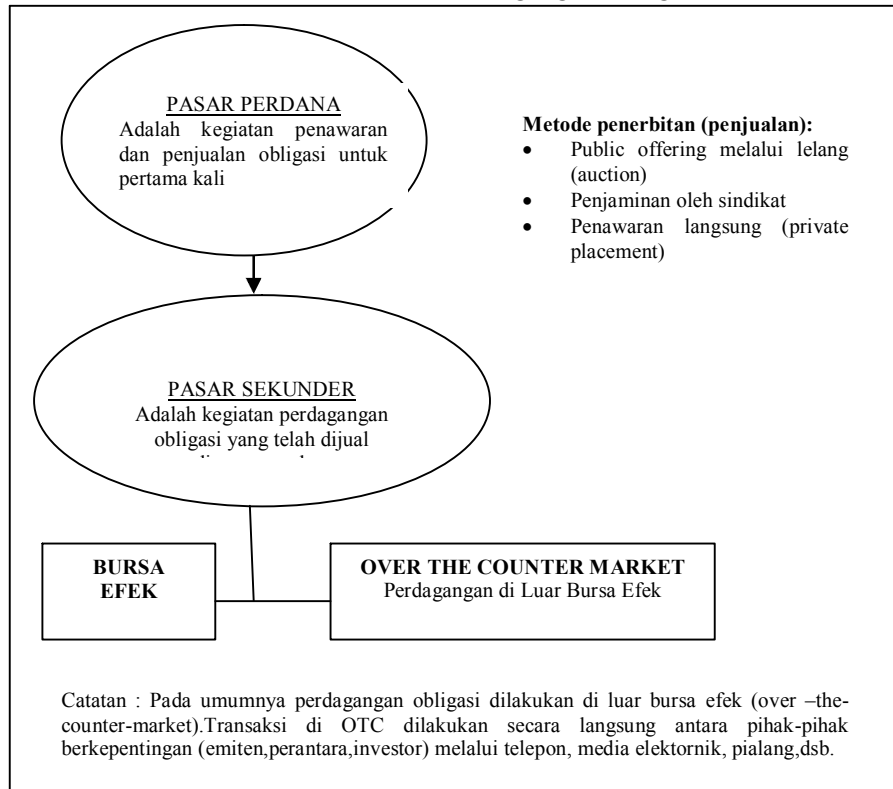 PASAR PERDANA
Adalah kegiatan penawaran
dan penjualan obligasi untuk
pertama kali
Metode penerbitan (penjualan):
• Public offering melalui lelang
(auction)
• Penjaminan oleh sindikat
• Penawaran langsung (private
placement)
PASAR SEKUNDER
Adalah kegiatan perdagangan
obligasi yang telah dijual
BURSA
EFEK
OVER THE COUNTER MARKET
Perdagangan di Luar Bursa Efek
Catatan : Pada umumnya perdagangan obligasi dilakukan di luar bursa efek (over –the-
counter-market).Transaksi di OTC dilakukan secara langsung antara pihak-pihak
berkepentingan (emiten,perantara,investor) melalui telepon, media elektornik, pialang,dsb.